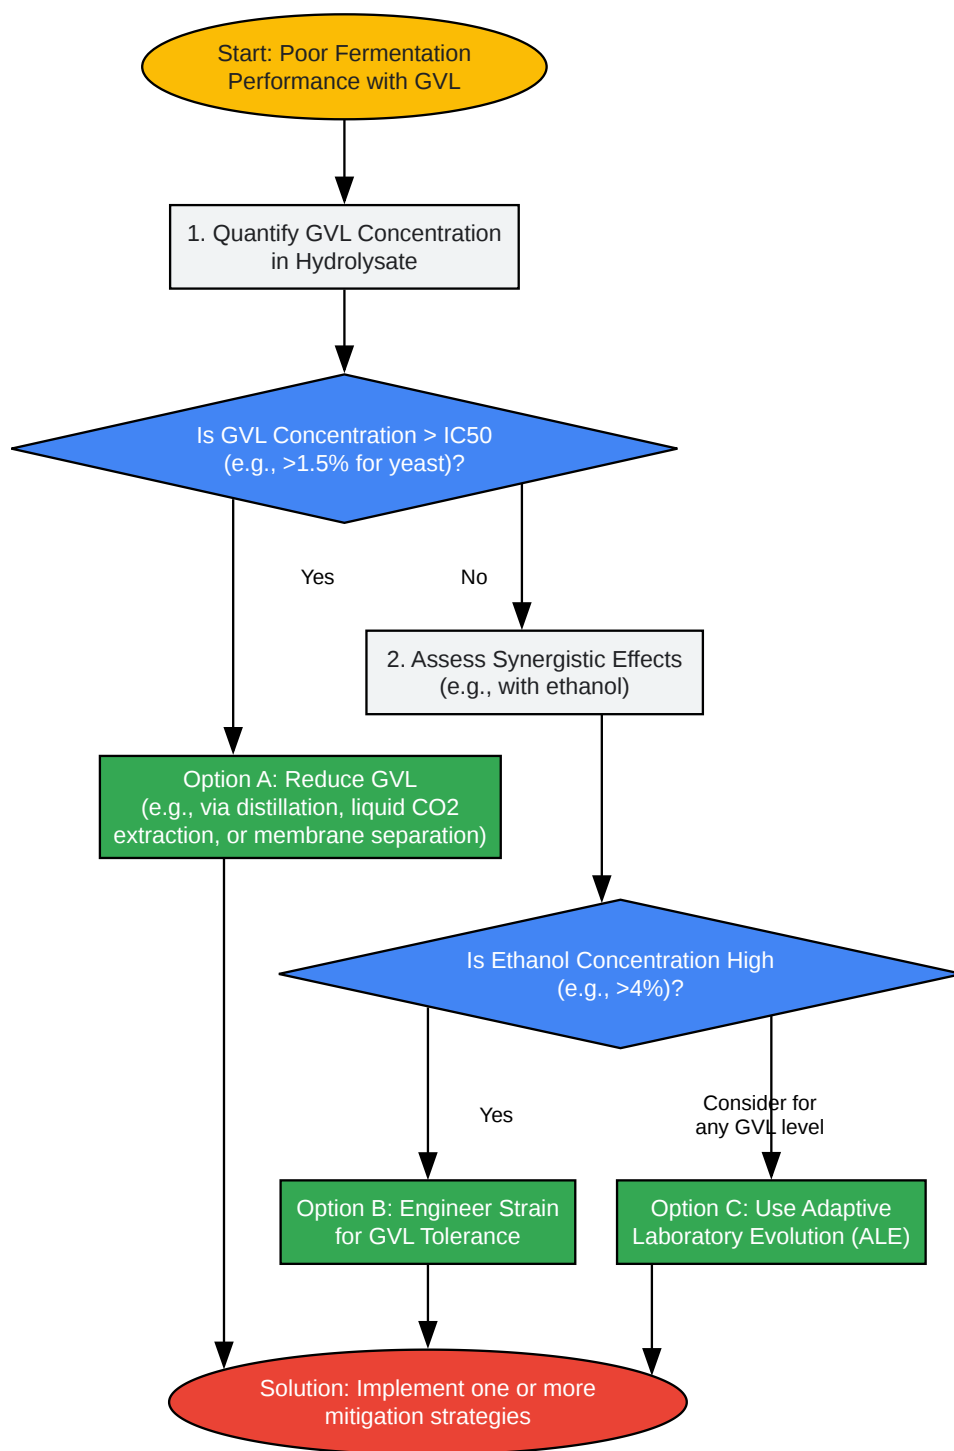 Start: Poor Fermentation
Performance with GVL
1. Quantify GVL Concentration
in Hydrolysate
Is GVL Concentration > IC50
(e.g., >1.5% for yeast)?
Yes
No
2. Assess Synergistic Effects
(e.g., with ethanol)
Option A: Reduce GVL
(e.g., via distillation, liquid CO2
extraction, or membrane separation)
Is Ethanol Concentration High
(e.g., >4%)?
Yes
Consider for
any GVL level
Option B: Engineer Strain
for GVL Tolerance
Option C: Use Adaptive
Laboratory Evolution (ALE)
Solution: Implement one or more
mitigation strategies